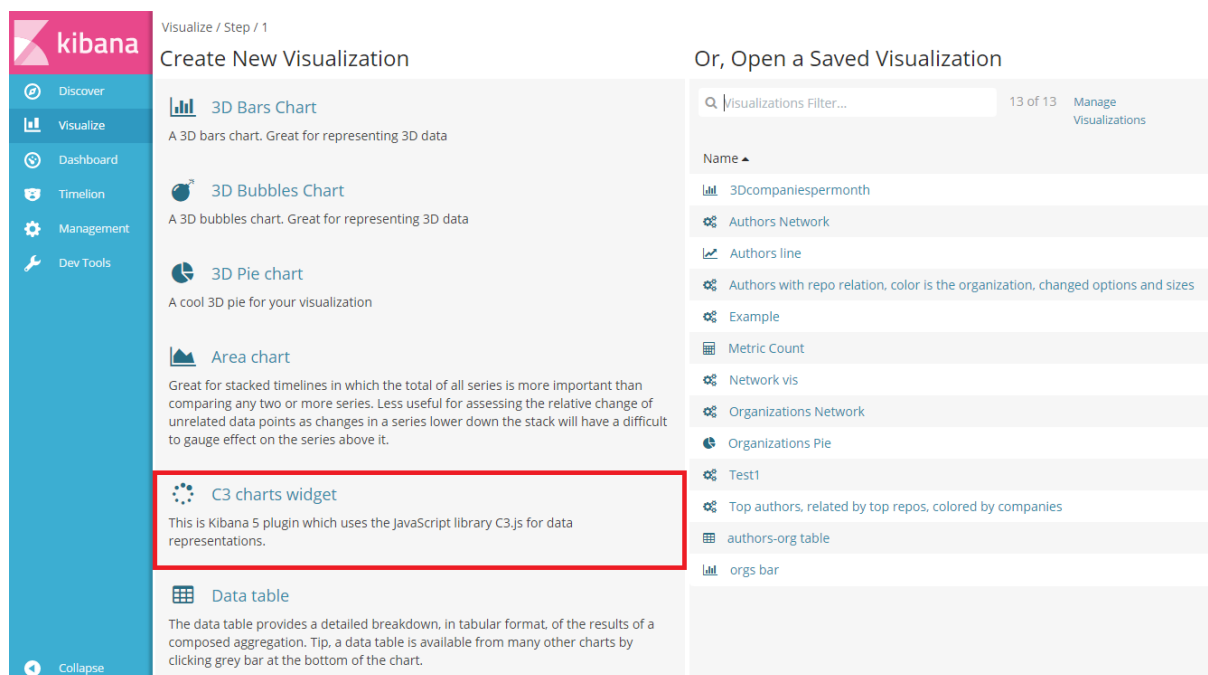 kibana
Discover
Visualize
Dashboard
Timelion
Management
Dev Tools
Collapse
Visualize / Step / 1
Create New Visualization
3D Bars Chart
A 3D bars chart. Great for representing 3D data
3D Bubbles Chart
A 3D bubbles chart. Great for representing 3D data
3D Pie chart
A cool 3D pie for your visualization
Area chart
Great for stacked timelines in which the total of all series is more important than
comparing any two or more series. Less useful for assessing the relative change of
unrelated data points as changes in a series lower down the stack will have a difficult
to gauge effect on the series above it.
C3 charts widget
This is Kibana 5 plugin which uses the JavaScript library C3.js for data
representations.
Data table
The data table provides a detailed breakdown, in tabular format, of the results of a
composed aggregation. Tip, a data table is available from many other charts by
clicking grey bar at the bottom of the chart.
Or, Open a Saved Visualization
Visualizations Filter...
13 of 13
Manage
Visualizations
Name
3Dcompaniespermonth
Authors Network
Authors line
Authors with repo relation, color is the organization, changed options and sizes
Example
Metric Count
Network vis
Organizations Network
Organizations Pie
Test1
Top authors, related by top repos, colored by companies
authors-org table
orgs bar